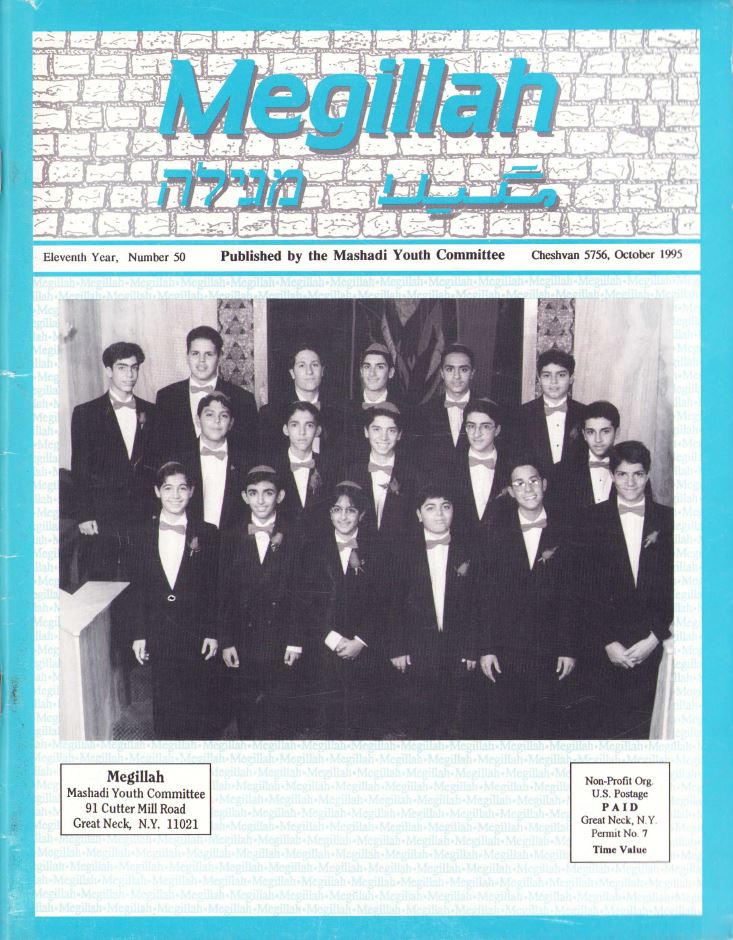 Megillah
מגילה مگیلا
Eleventh Year, Number 50 Published by the Mashadi Youth Committee Cheshvan 5756, October 1995
Megillah
Mashadi Youth Committee
91 Cutter Mill Road
Great Neck, N.Y. 11021
Non-Profit Org.
U.S. Postage
PAID
Great Neck, N.Y.
Permit No. 7
Time Value